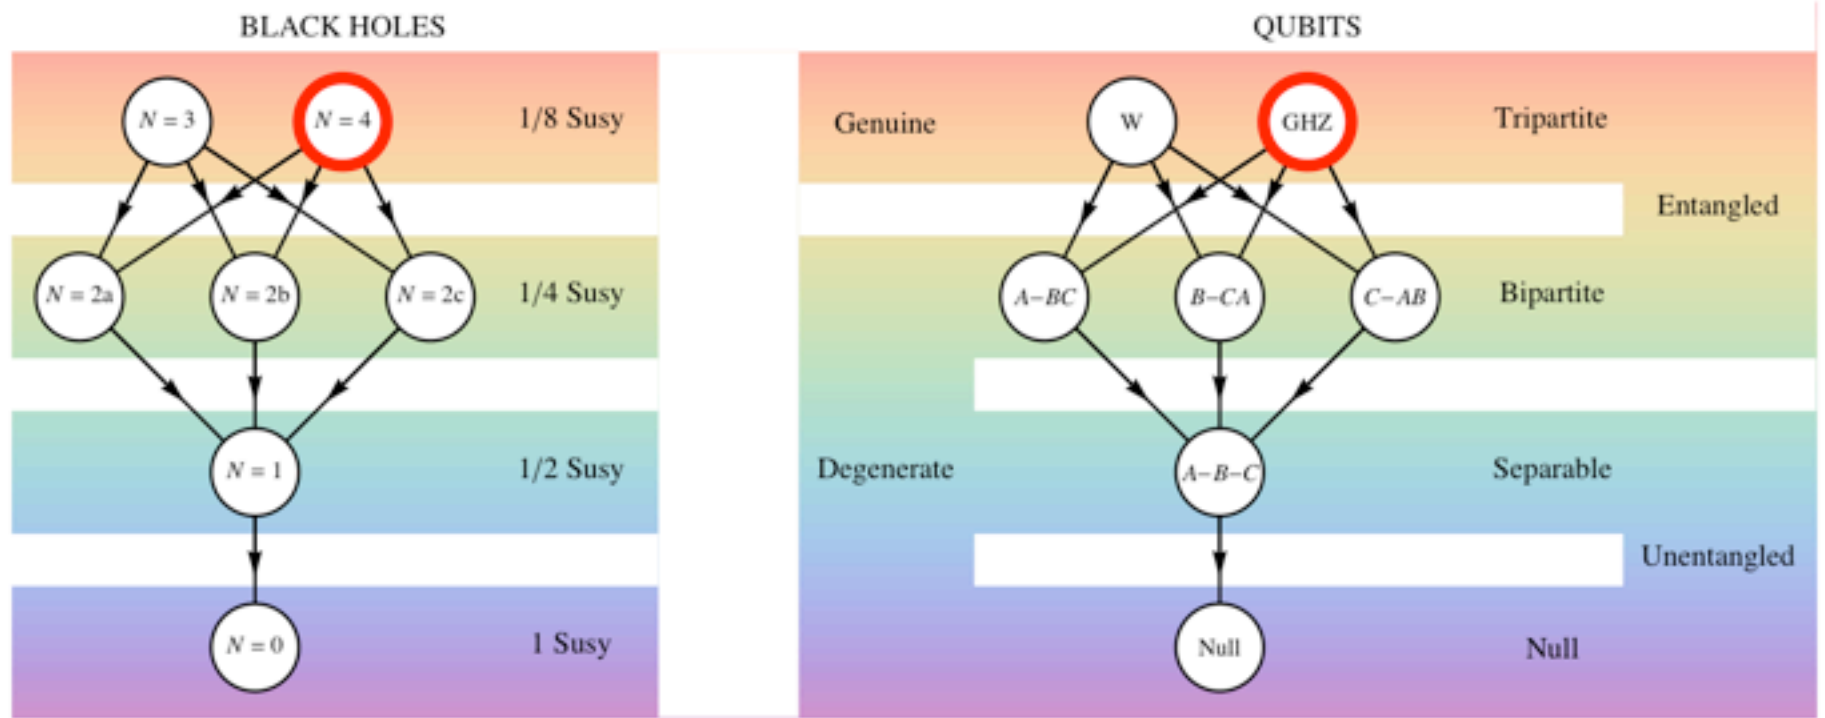 BLACK HOLES
N = 3
N = 4
1/8 Susy
N = 2a
N = 2b
N = 2c
1/4 Susy
N = 1
1/2 Susy
N = 0
1 Susy
QUBITS
Genuine
W
GHZ
Tripartite
Entangled
A–BC
B–CA
C–AB
Bipartite
Degenerate
A–B–C
Separable
Unentangled
Null
Null